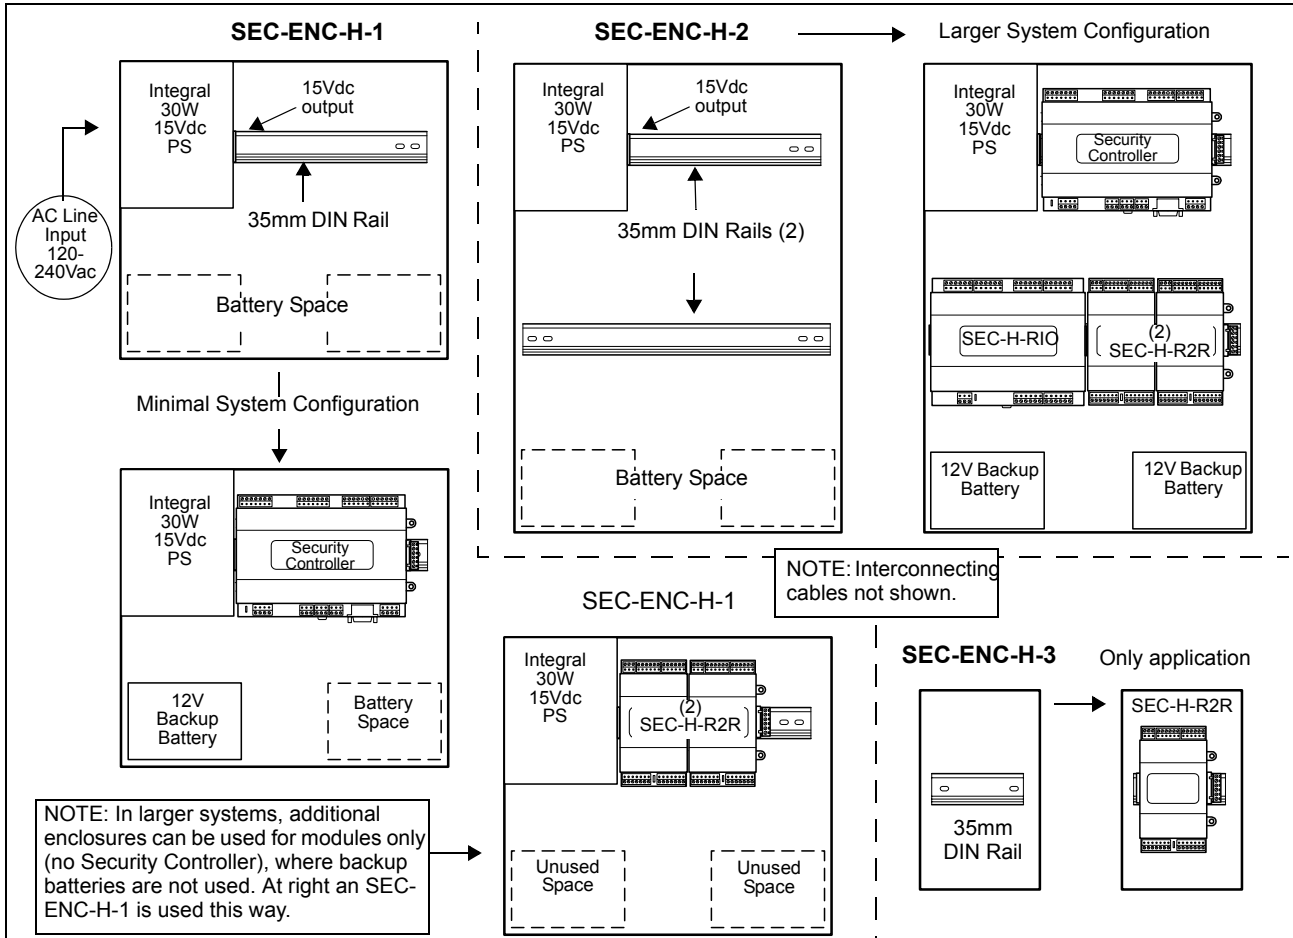 SEC-ENC-H-1
Integral
30W
15Vdc
PS
15Vdc
output
35mm DIN Rail
AC Line
Input
120-
240Vac
Battery Space
Minimal System Configuration
Integral
30W
15Vdc
PS
Security
Controller
12V
Backup
Battery
Battery
Space
SEC-ENC-H-2
Integral
30W
15Vdc
PS
15Vdc
output
35mm DIN Rails (2)
Battery Space
Larger System Configuration
Integral
30W
15Vdc
PS
Security
Controller
SEC-H-RIO
(2)
SEC-H-R2R
12V Backup
Battery
12V Backup
Battery
NOTE: Interconnecting
cables not shown.
NOTE: In larger systems, additional
enclosures can be used for modules only
(no Security Controller), where backup
batteries are not used. At right an SEC-
ENC-H-1 is used this way.
SEC-ENC-H-1
Integral
30W
15Vdc
PS
(2)
SEC-H-R2R
Unused
Space
Unused
Space
SEC-ENC-H-3
35mm
DIN Rail
Only application
SEC-H-R2R